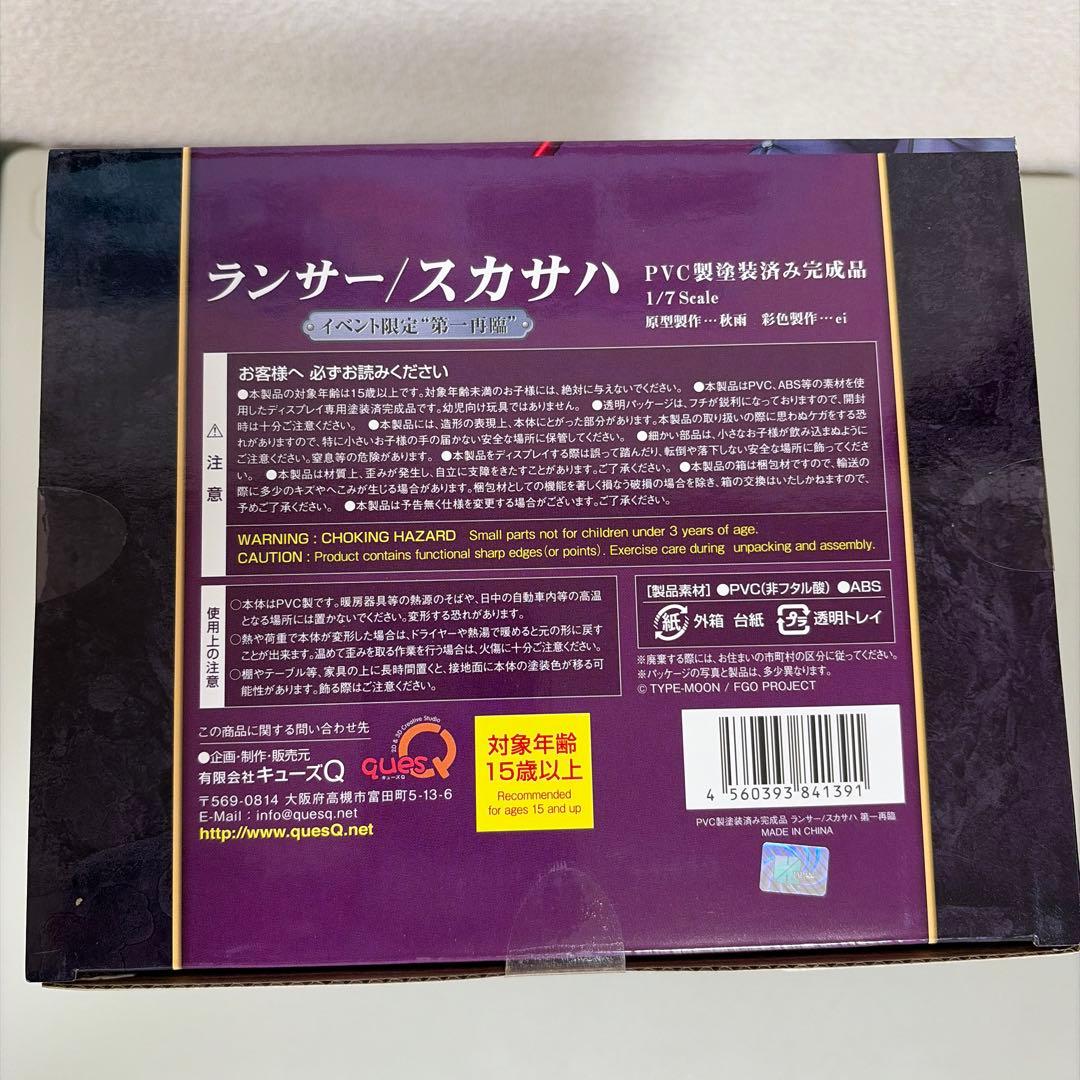 ランサー/スカサハ
イベント限定“第一再臨”
PVC製塗装済み完成品
1/7 Scale
原型製作…秋雨　彩色製作…ei
⚠注意
お客様へ 必ずお読みください
●本製品の対象年齢は15歳以上です。対象年齢未満のお子様には、絶対に与えないでください。　●本製品はPVC、ABS等の素材を使
用したディスプレイ専用塗装済完成品です。幼児向け玩具ではありません。　●透明パッケージは、フチが鋭利になっておりますので、開封
時は十分ご注意ください。　●本製品には、造形の表現上、本体にとがった部分があります。本製品の取り扱いの際に思わぬケガをする恐
れがありますので、特に小さいお子様の手の届かない安全な場所に保管してください。　●細かい部品は、小さなお子様が飲み込まぬように
ご注意ください。窒息等の危険があります。　●本製品をディスプレイする際は誤って踏んだり、転倒や落下しない安全な場所に飾ってくださ
い。　●本製品は材質上、歪みが発生し、自立に支障をきたすことがあります。ご了承ください。　●本製品の箱は梱包材ですので、輸送の
際に多少のキズやへこみが生じる場合があります。梱包材としての機能を著しく損なう破損の場合を除き、箱の交換はいたしかねますので、
予めご了承ください。　●本製品は予告無く仕様を変更する場合がございます。ご了承ください。
WARNING : CHOKING HAZARD　Small parts not for children under 3 years of age.
CAUTION : Product contains functional sharp edges(or points). Exercise care during unpacking and assembly.
使用上の注意
○本体はPVC製です。暖房器具等の熱源のそばや、日中の自動車内等の高温
となる場所には置かないでください。変形する恐れがあります。
○熱や荷重で本体が変形した場合は、ドライヤーや熱湯で暖めると元の形に戻す
ことが出来ます。温めて歪みを取る作業を行う場合は、火傷に十分ご注意ください。
○棚やテーブル等、家具の上に長時間置くと、接地面に本体の塗装色が移る可
能性があります。飾る際はご注意ください。
[製品素材] ●PVC(非フタル酸) ●ABS
紙 外箱 台紙 プラ 透明トレイ
※廃棄する際には、お住まいの市町村の区分に従ってください。
※パッケージの写真と製品は、多少異なります。
© TYPE-MOON / FGO PROJECT
この商品に関する問い合わせ先
●企画・制作・販売元
有限会社キューズQ
2D & 3D Creative Studio
quesQ
キューズQ
〒569-0814 大阪府高槻市富田町5-13-6
E-Mail : info@quesq.net
http://www.quesQ.net
対象年齢
15歳以上
Recommended
for ages 15 and up
4 560393 841391
PVC製塗装済み完成品 ランサー/スカサハ 第一再臨
MADE IN CHINA